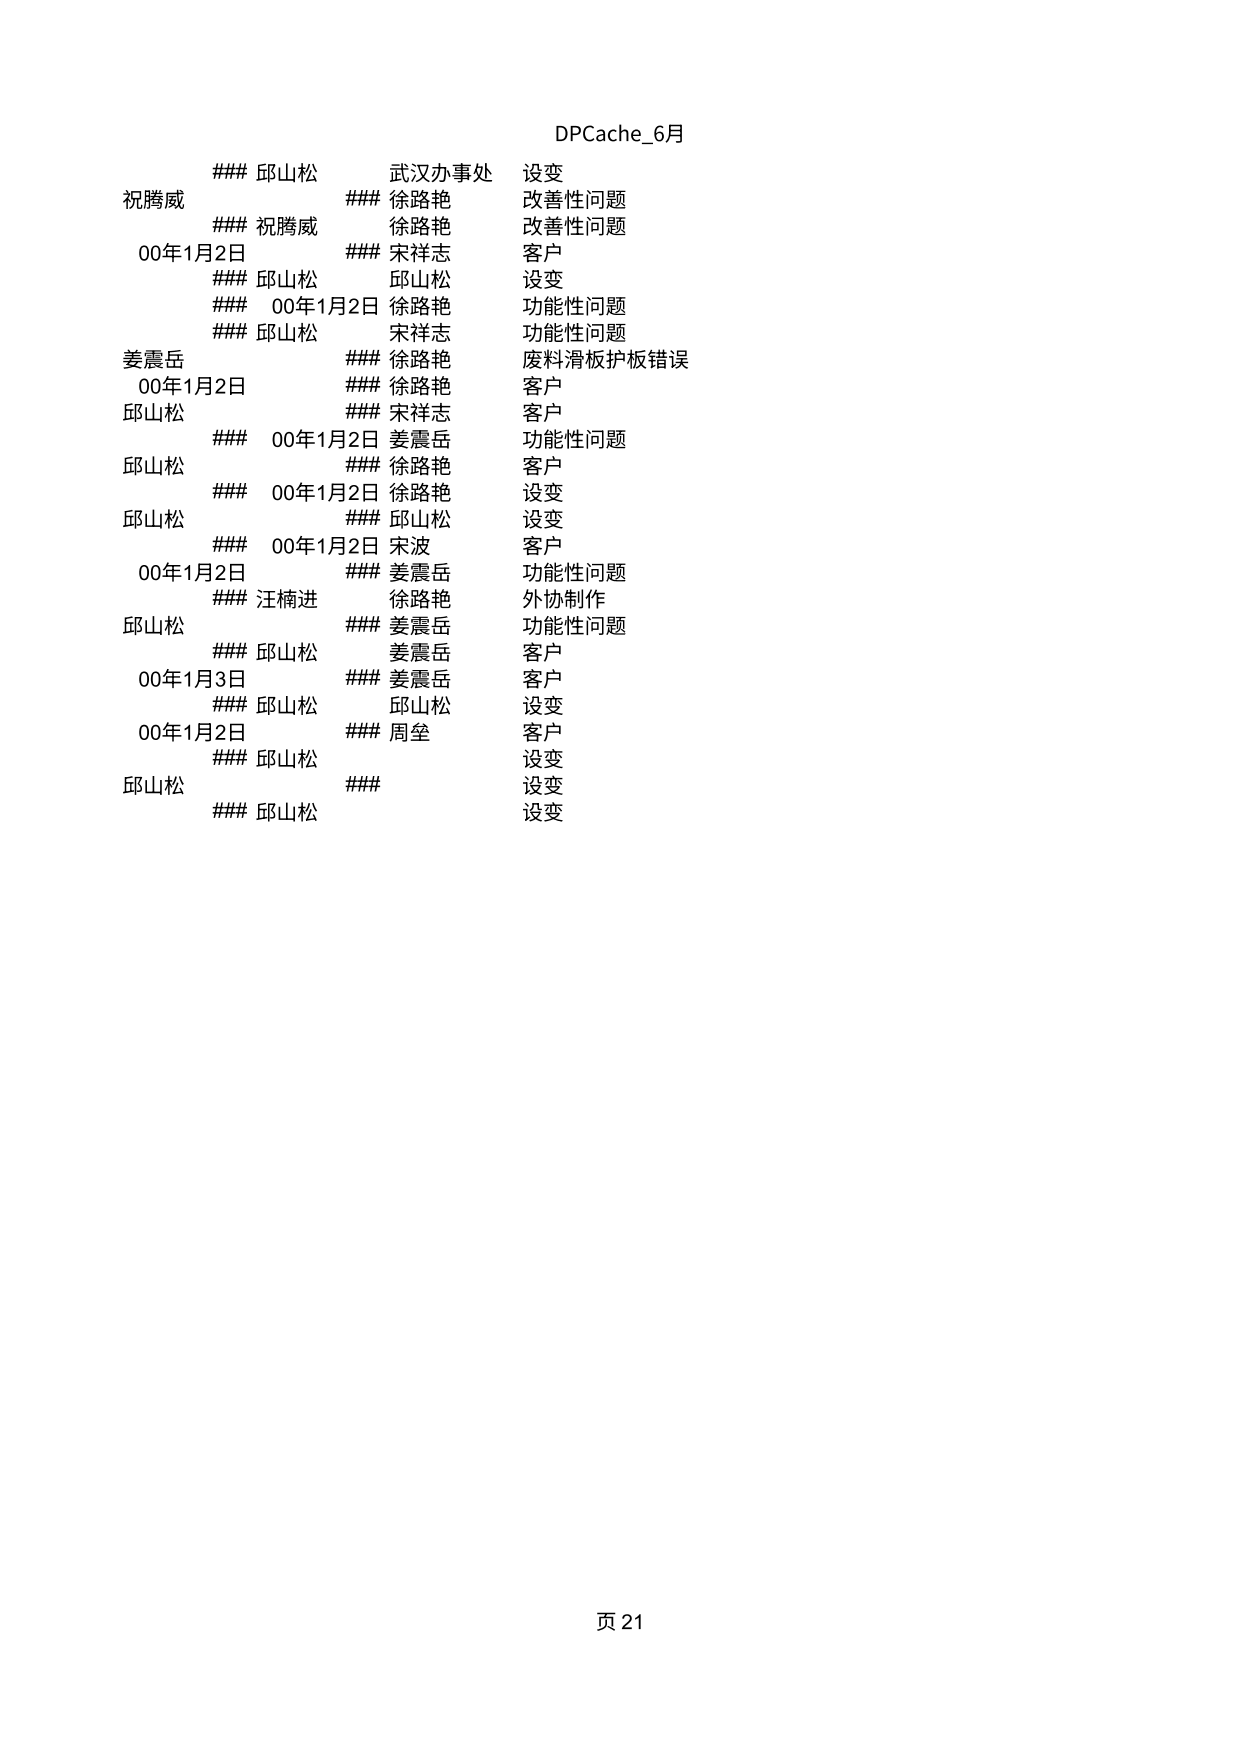 DPCache_6月
### 邱山松 武汉办事处 设变
祝腾威 ### 徐路艳 改善性问题
### 祝腾威 徐路艳 改善性问题
00年1月2日 ### 宋祥志 客户
### 邱山松 邱山松 设变
### 00年1月2日 徐路艳 功能性问题
### 邱山松 宋祥志 功能性问题
姜震岳 ### 徐路艳 废料滑板护板错误
00年1月2日 ### 徐路艳 客户
邱山松 ### 宋祥志 客户
### 00年1月2日 姜震岳 功能性问题
邱山松 ### 徐路艳 客户
### 00年1月2日 徐路艳 设变
邱山松 ### 邱山松 设变
### 00年1月2日 宋波 客户
00年1月2日 ### 姜震岳 功能性问题
### 汪楠进 徐路艳 外协制作
邱山松 ### 姜震岳 功能性问题
### 邱山松 姜震岳 客户
00年1月3日 ### 姜震岳 客户
### 邱山松 邱山松 设变
00年1月2日 ### 周垒 客户
### 邱山松 设变
邱山松 ### 设变
### 邱山松 设变
页 21